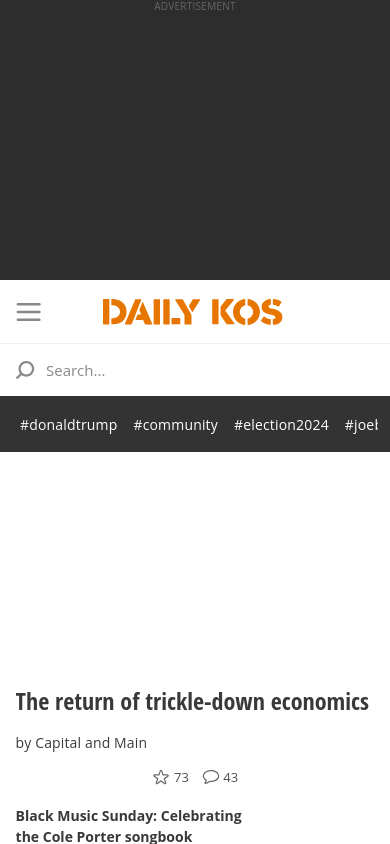 ADVERTISEMENT
DAILY KOS
Search...
#donaldtrump #community #election2024
The return of trickle-down economics
by Capital and Main
73 43
Black Music Sunday: Celebrating
the Cole Porter songbook